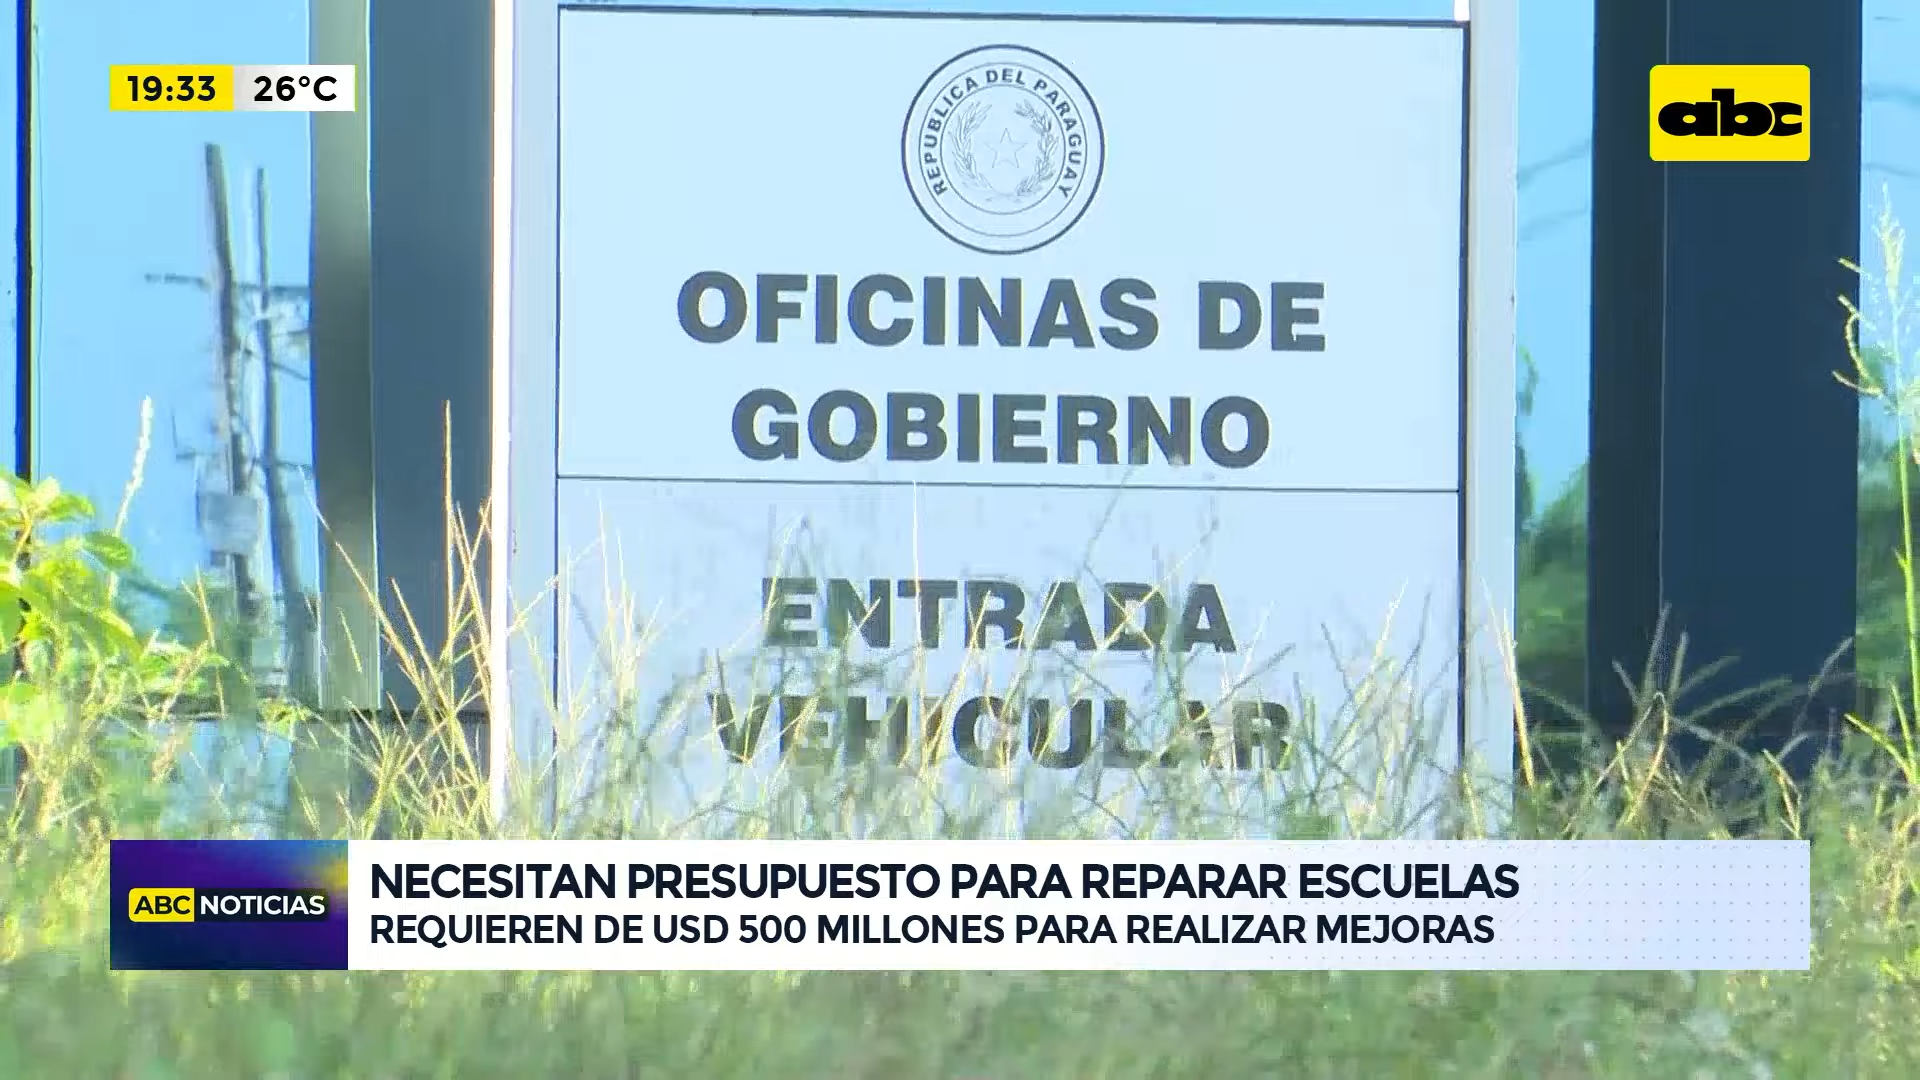 19:33 26°C
abc
REPUBLICA DEL PARAGUAY
OFICINAS DE
GOBIERNO
ENTRADA
VEHICULAR
ABC NOTICIAS
NECESITAN PRESUPUESTO PARA REPARAR ESCUELAS
REQUIEREN DE USD 500 MILLONES PARA REALIZAR MEJORAS